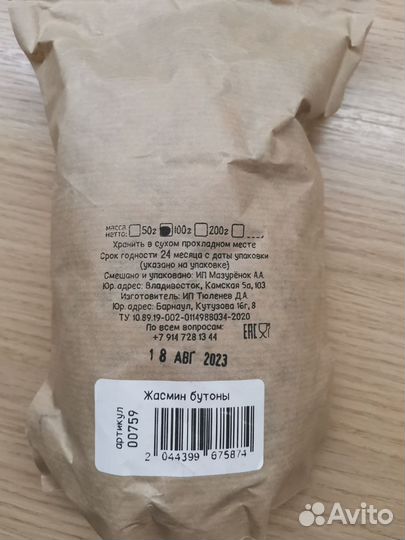 масса
нетто: 50г 100г 200г
Хранить в сухом прохладном месте
Срок годности 24 месяца с даты упаковки
(указано на упаковке)
Смешано и упаковано: ИП Мазурёнок А.А.
Юр. адрес: Владивосток, Камская 5а, 103
Изготовитель: ИП Тюленев Д.А.
Юр. адрес: Барнаул, Кутузова 16г, 8
ТУ 10.89.19-002-0114988034-2020
По всем вопросам:
+7 914 728 13 44
EAC
18 АВГ 2023
Жасмин бутоны
артикул
00759
2 044399 675874
Avito